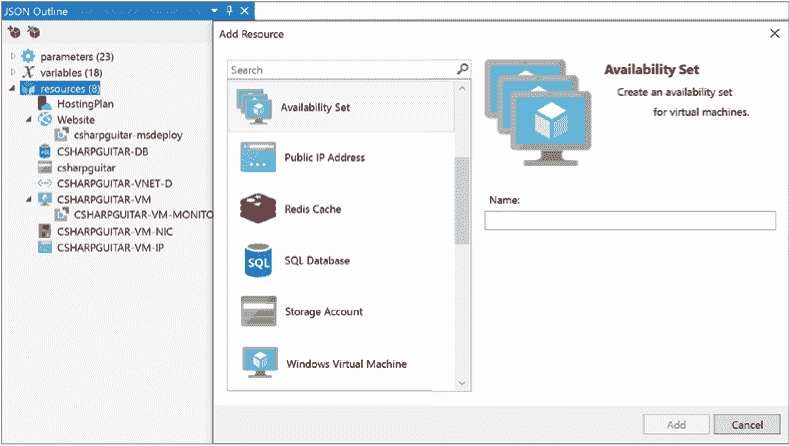 JSON Outline
parameters (23)
variables (18)
resources (8)
HostingPlan
Website
csharpguitar-msdeploy
CSHARPGUITAR-DB
csharpguitar
CSHARPGUITAR-VNET-D
CSHARPGUITAR-VM
CSHARPGUITAR-VM-MONITO
CSHARPGUITAR-VM-NIC
CSHARPGUITAR-VM-IP
Add Resource
Search
Availability Set
Public IP Address
Redis Cache
SQL
SQL Database
Storage Account
Windows Virtual Machine
Availability Set
Create an availability set
for virtual machines.
Name:
Add
Cancel